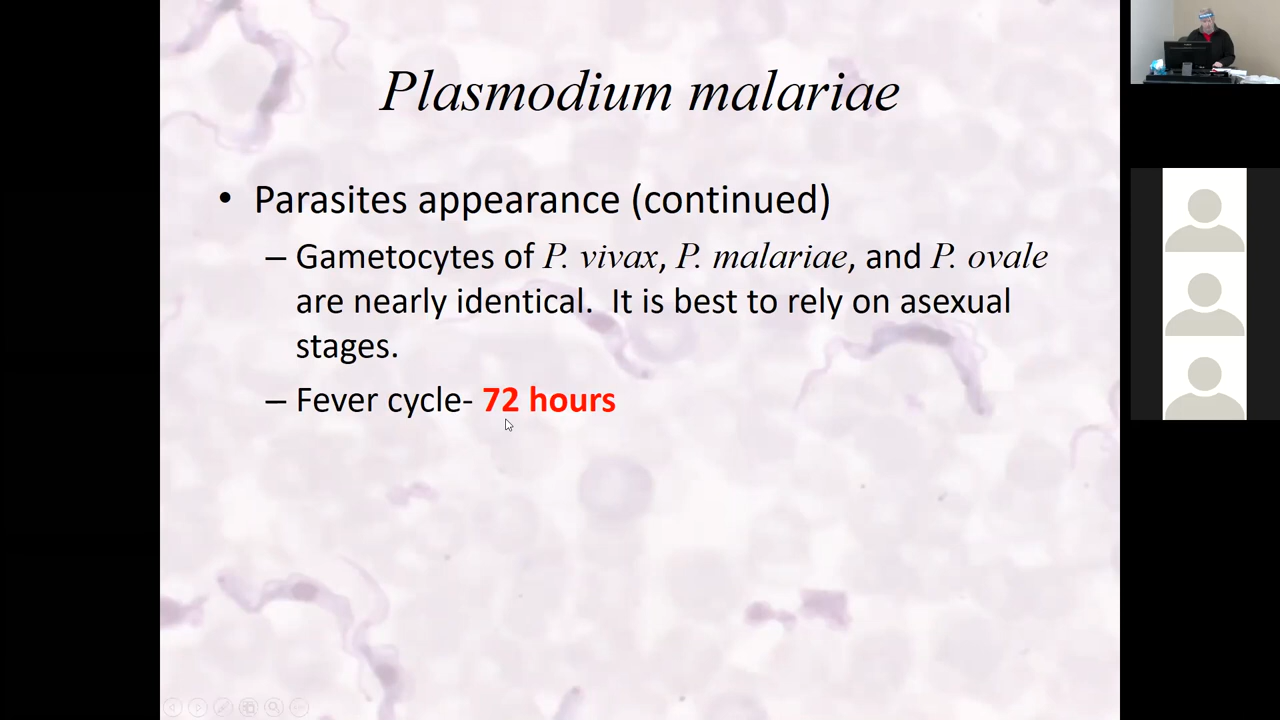 Plasmodium malariae
• Parasites appearance (continued)
– Gametocytes of P. vivax, P. malariae, and P. ovale
are nearly identical.  It is best to rely on asexual
stages.
– Fever cycle- 72 hours